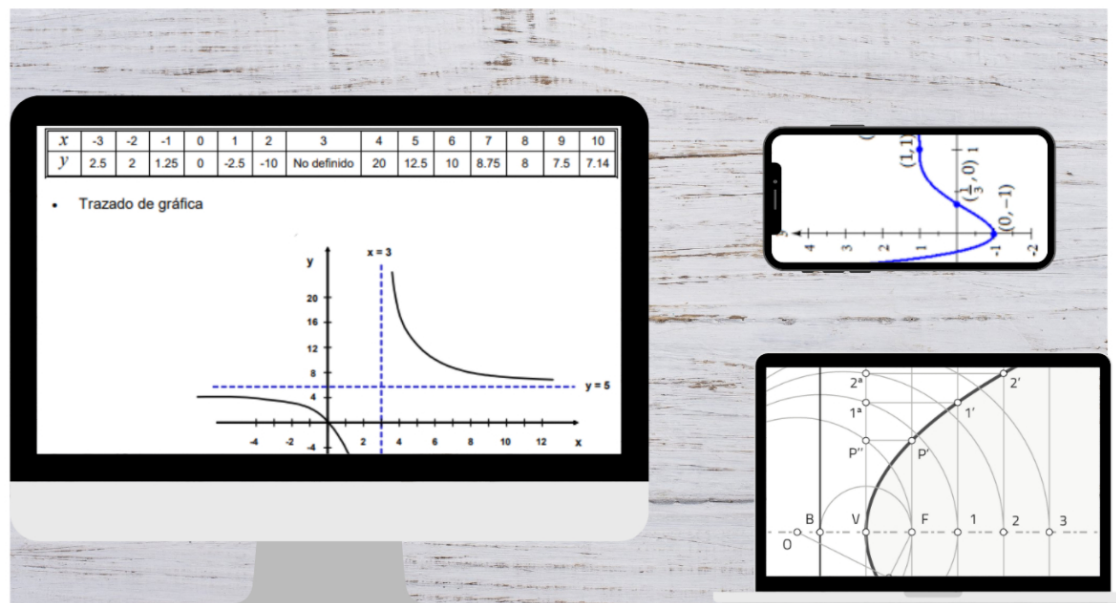 x -3 -2 -1 0 1 2 3 4 5 6 7 8 9 10
y 2.5 2 1.25 0 -2.5 -10 No definido 20 12.5 10 8.75 8 7.5 7.14
• Trazado de gráfica
y
x = 3
20
16
12
8
y = 5
4
-4 -2 2 4 6 8 10 12 x
-4
(1,1)
1
(1/3, 0)
(0, −1)
4 3 2 1 -1 -2
2ª 2'
1ª 1'
P'' P'
B V F 1 2 3
O